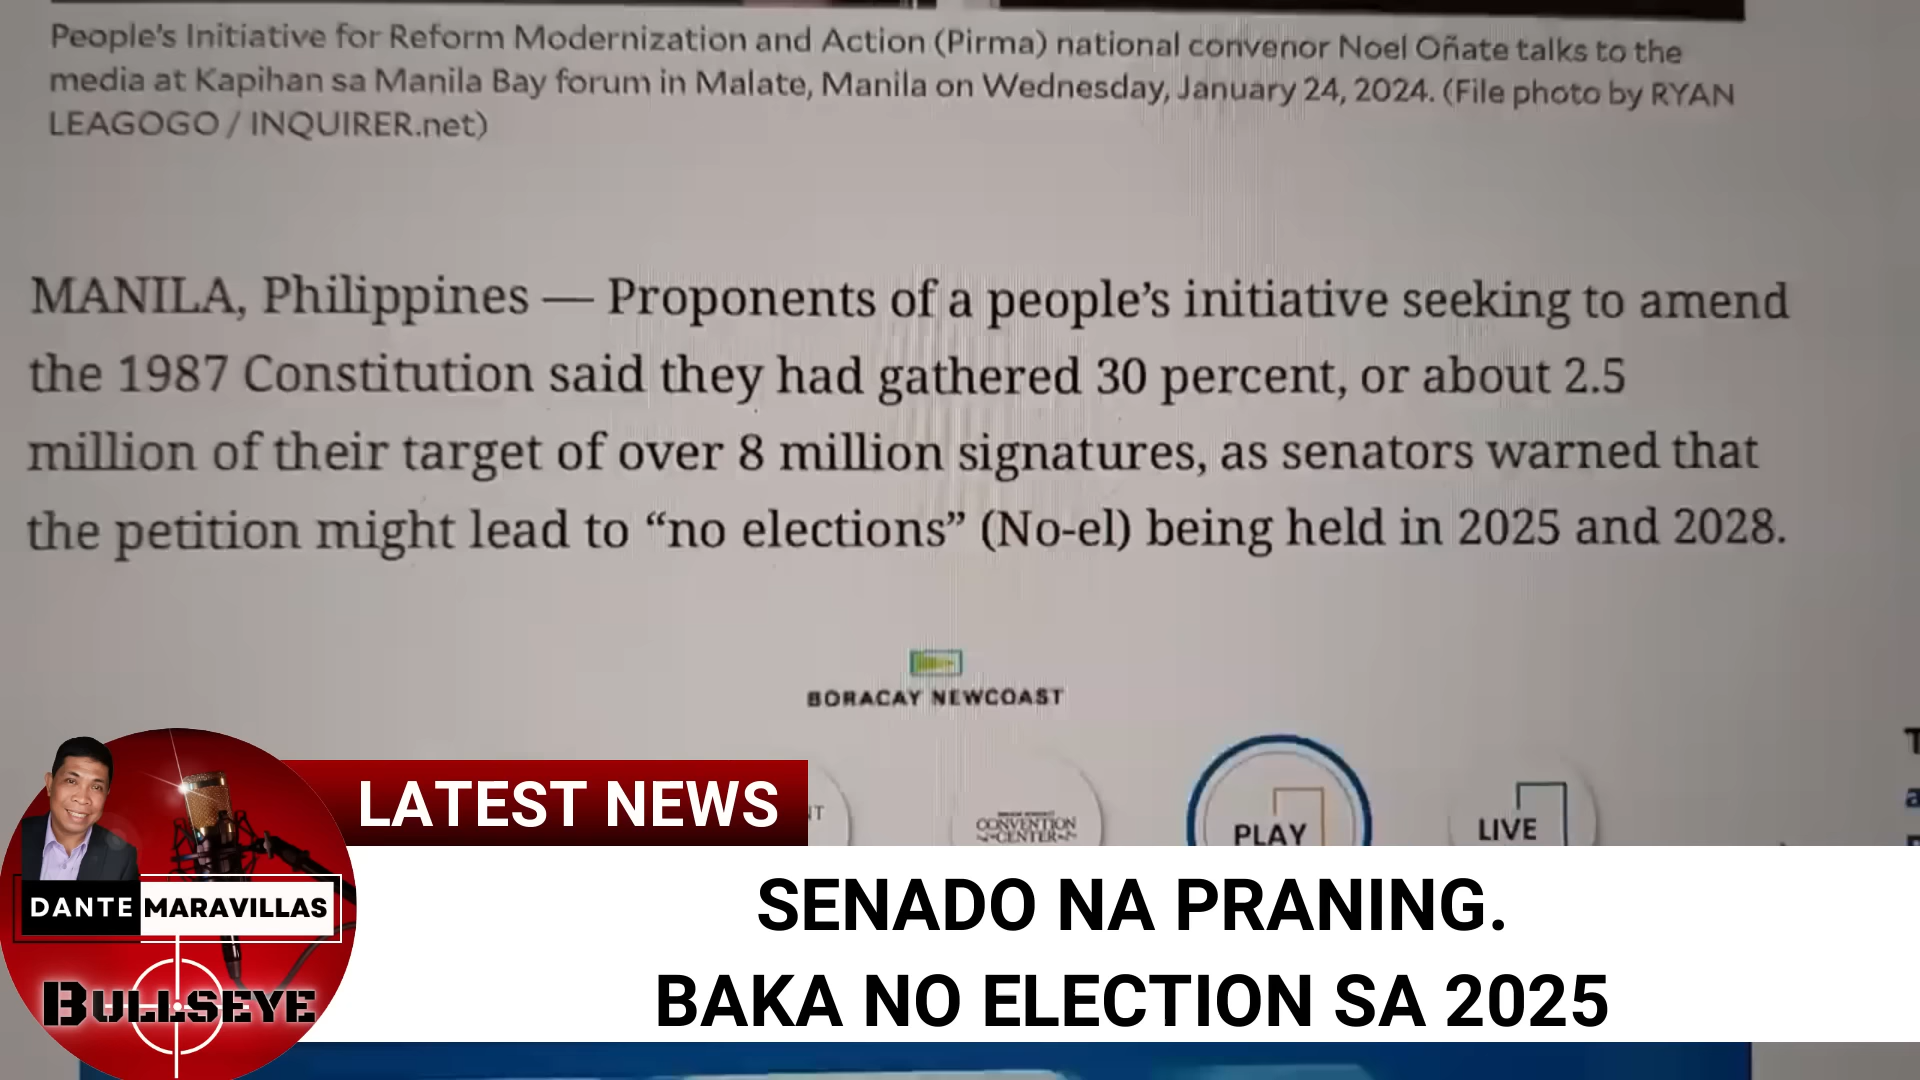 People's Initiative for Reform Modernization and Action (Pirma) national convenor Noel Oñate talks to the
media at Kapihan sa Manila Bay forum in Malate, Manila on Wednesday, January 24, 2024. (File photo by RYAN
LEAGOGO / INQUIRER.net)
MANILA, Philippines — Proponents of a people's initiative seeking to amend
the 1987 Constitution said they had gathered 30 percent, or about 2.5
million of their target of over 8 million signatures, as senators warned that
the petition might lead to “no elections” (No-el) being held in 2025 and 2028.
BORACAY NEWCOAST
CONVENTION
CENTER
PLAY
LIVE
LATEST NEWS
SENADO NA PRANING.
BAKA NO ELECTION SA 2025
DANTE MARAVILLAS
BULLSEYE